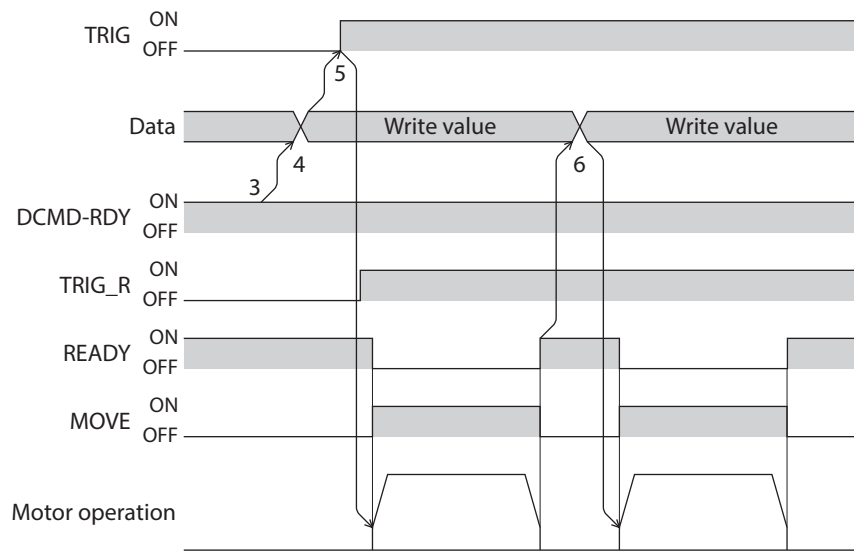 ON
TRIG
OFF
5
Data
Write value
Write value
4
6
3
ON
DCMD-RDY
OFF
ON
TRIG_R
OFF
ON
READY
OFF
ON
MOVE
OFF
Motor operation